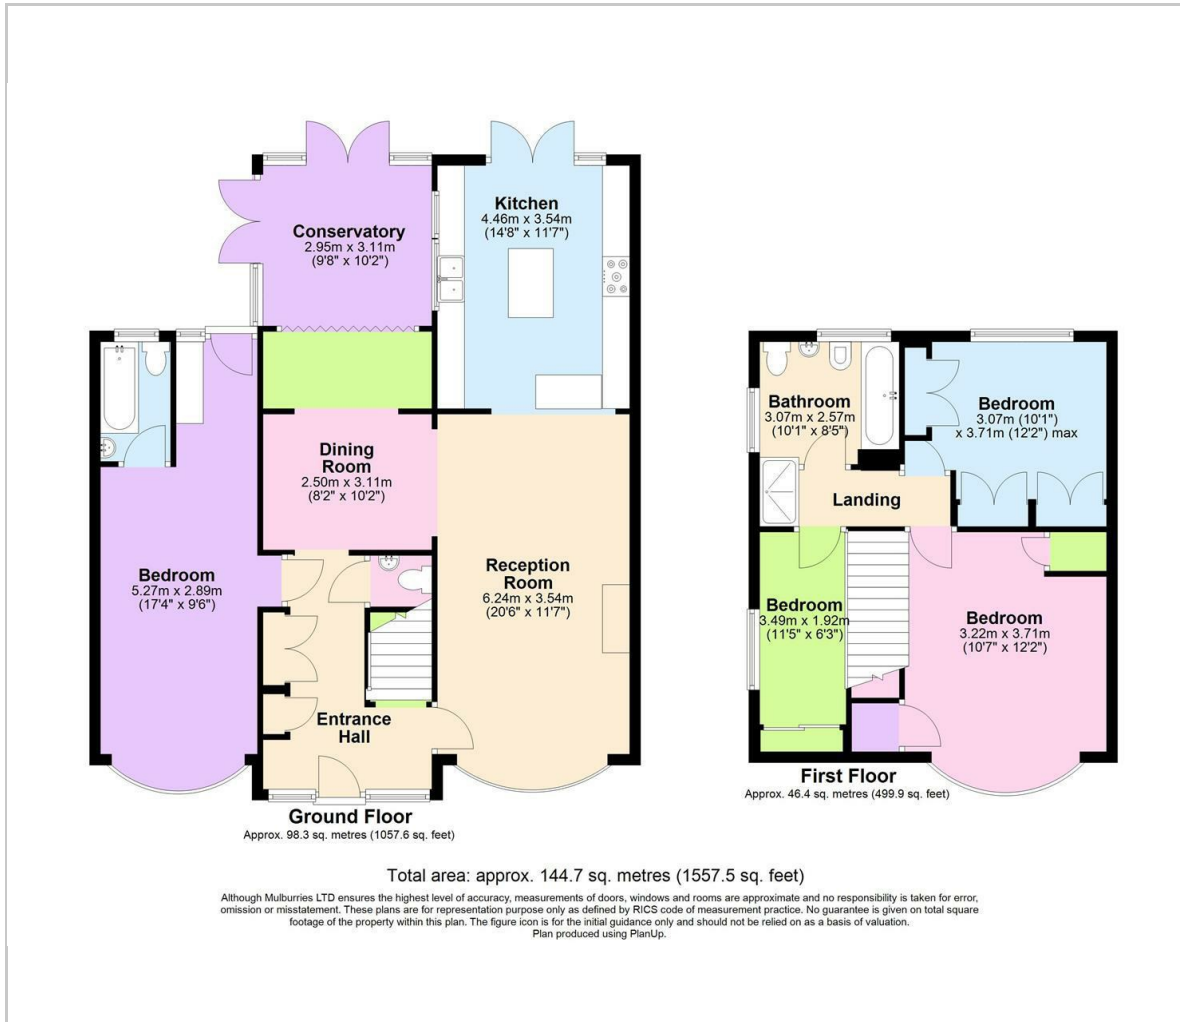 Conservatory
2.95m x 3.11m
(9'8" x 10'2")
Kitchen
4.46m x 3.54m
(14'8" x 11'7")
Dining
Room
2.50m x 3.11m
(8'2" x 10'2")
Bedroom
5.27m x 2.89m
(17'4" x 9'6")
Reception
Room
6.24m x 3.54m
(20'6" x 11'7")
Entrance
Hall
Ground Floor
Approx. 98.3 sq. metres (1057.6 sq. feet)
Bathroom
3.07m x 2.57m
(10'1" x 8'5")
Bedroom
3.07m (10'1")
x 3.71m (12'2") max
Landing
Bedroom
3.49m x 1.92m
(11'5" x 6'3")
Bedroom
3.22m x 3.71m
(10'7" x 12'2")
First Floor
Approx. 46.4 sq. metres (499.9 sq. feet)
Total area: approx. 144.7 sq. metres (1557.5 sq. feet)
Although Mulburries LTD ensures the highest level of accuracy, measurements of doors, windows and rooms are approximate and no responsibility is taken for error,
omission or misstatement. These plans are for representation purpose only as defined by RICS code of measurement practice. No guarantee is given on total square
footage of the property within this plan. The figure icon is for the initial guidance only and should not be relied on as a basis of valuation.
Plan produced using PlanUp.